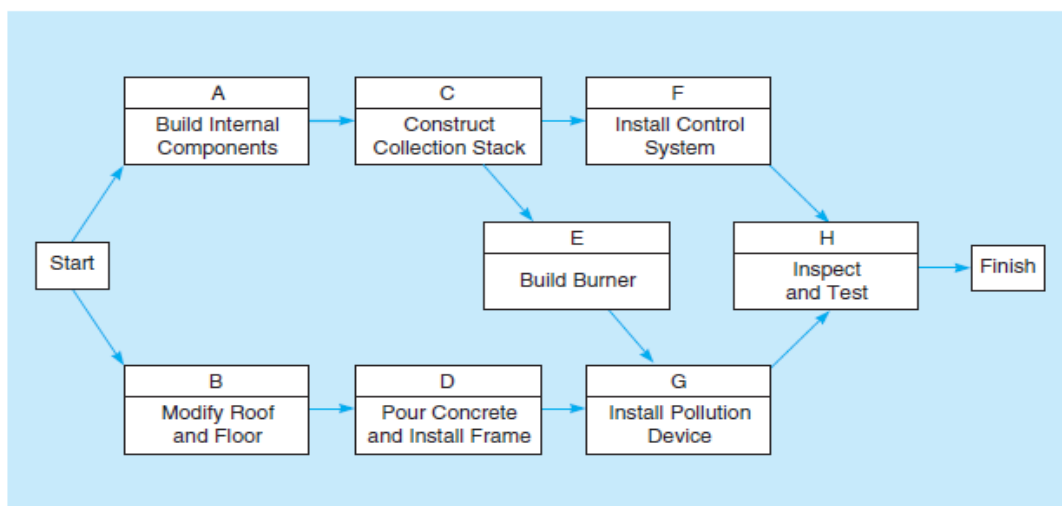 A
Build Internal
Components
C
Construct
Collection Stack
F
Install Control
System
Start
E
Build Burner
H
Inspect
and Test
Finish
B
Modify Roof
and Floor
D
Pour Concrete
and Install Frame
G
Install Pollution
Device